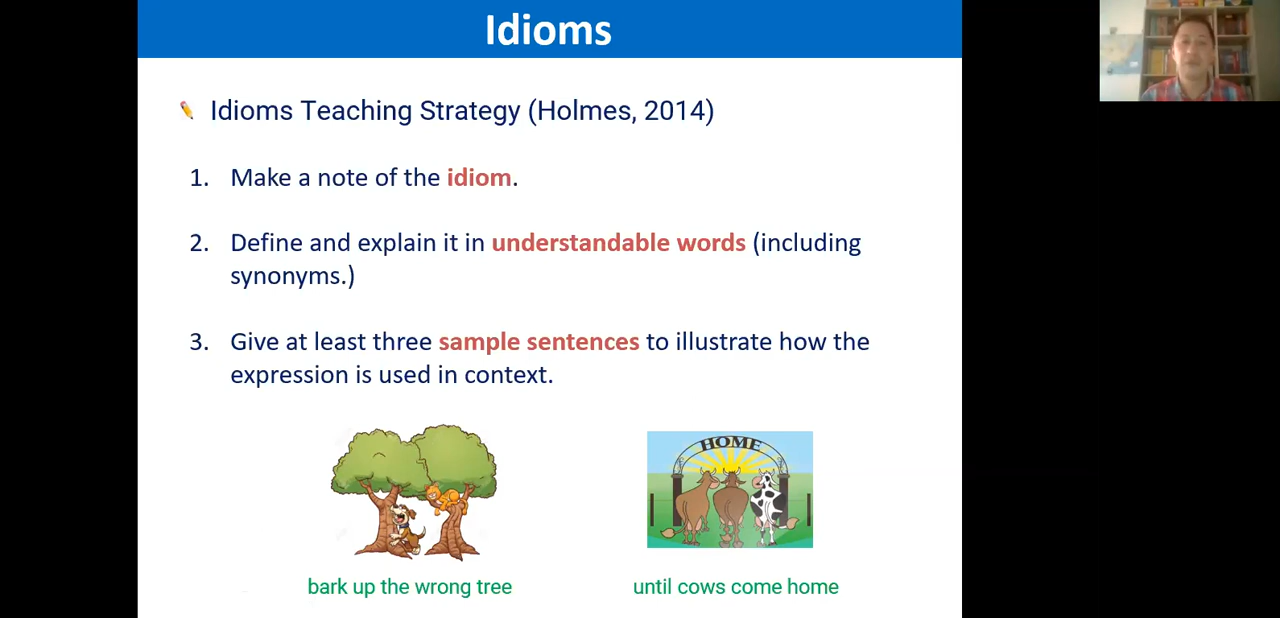 Idioms
Idioms Teaching Strategy (Holmes, 2014)
1. Make a note of the idiom.
2. Define and explain it in understandable words (including
synonyms.)
3. Give at least three sample sentences to illustrate how the
expression is used in context.
HOME
bark up the wrong tree
until cows come home